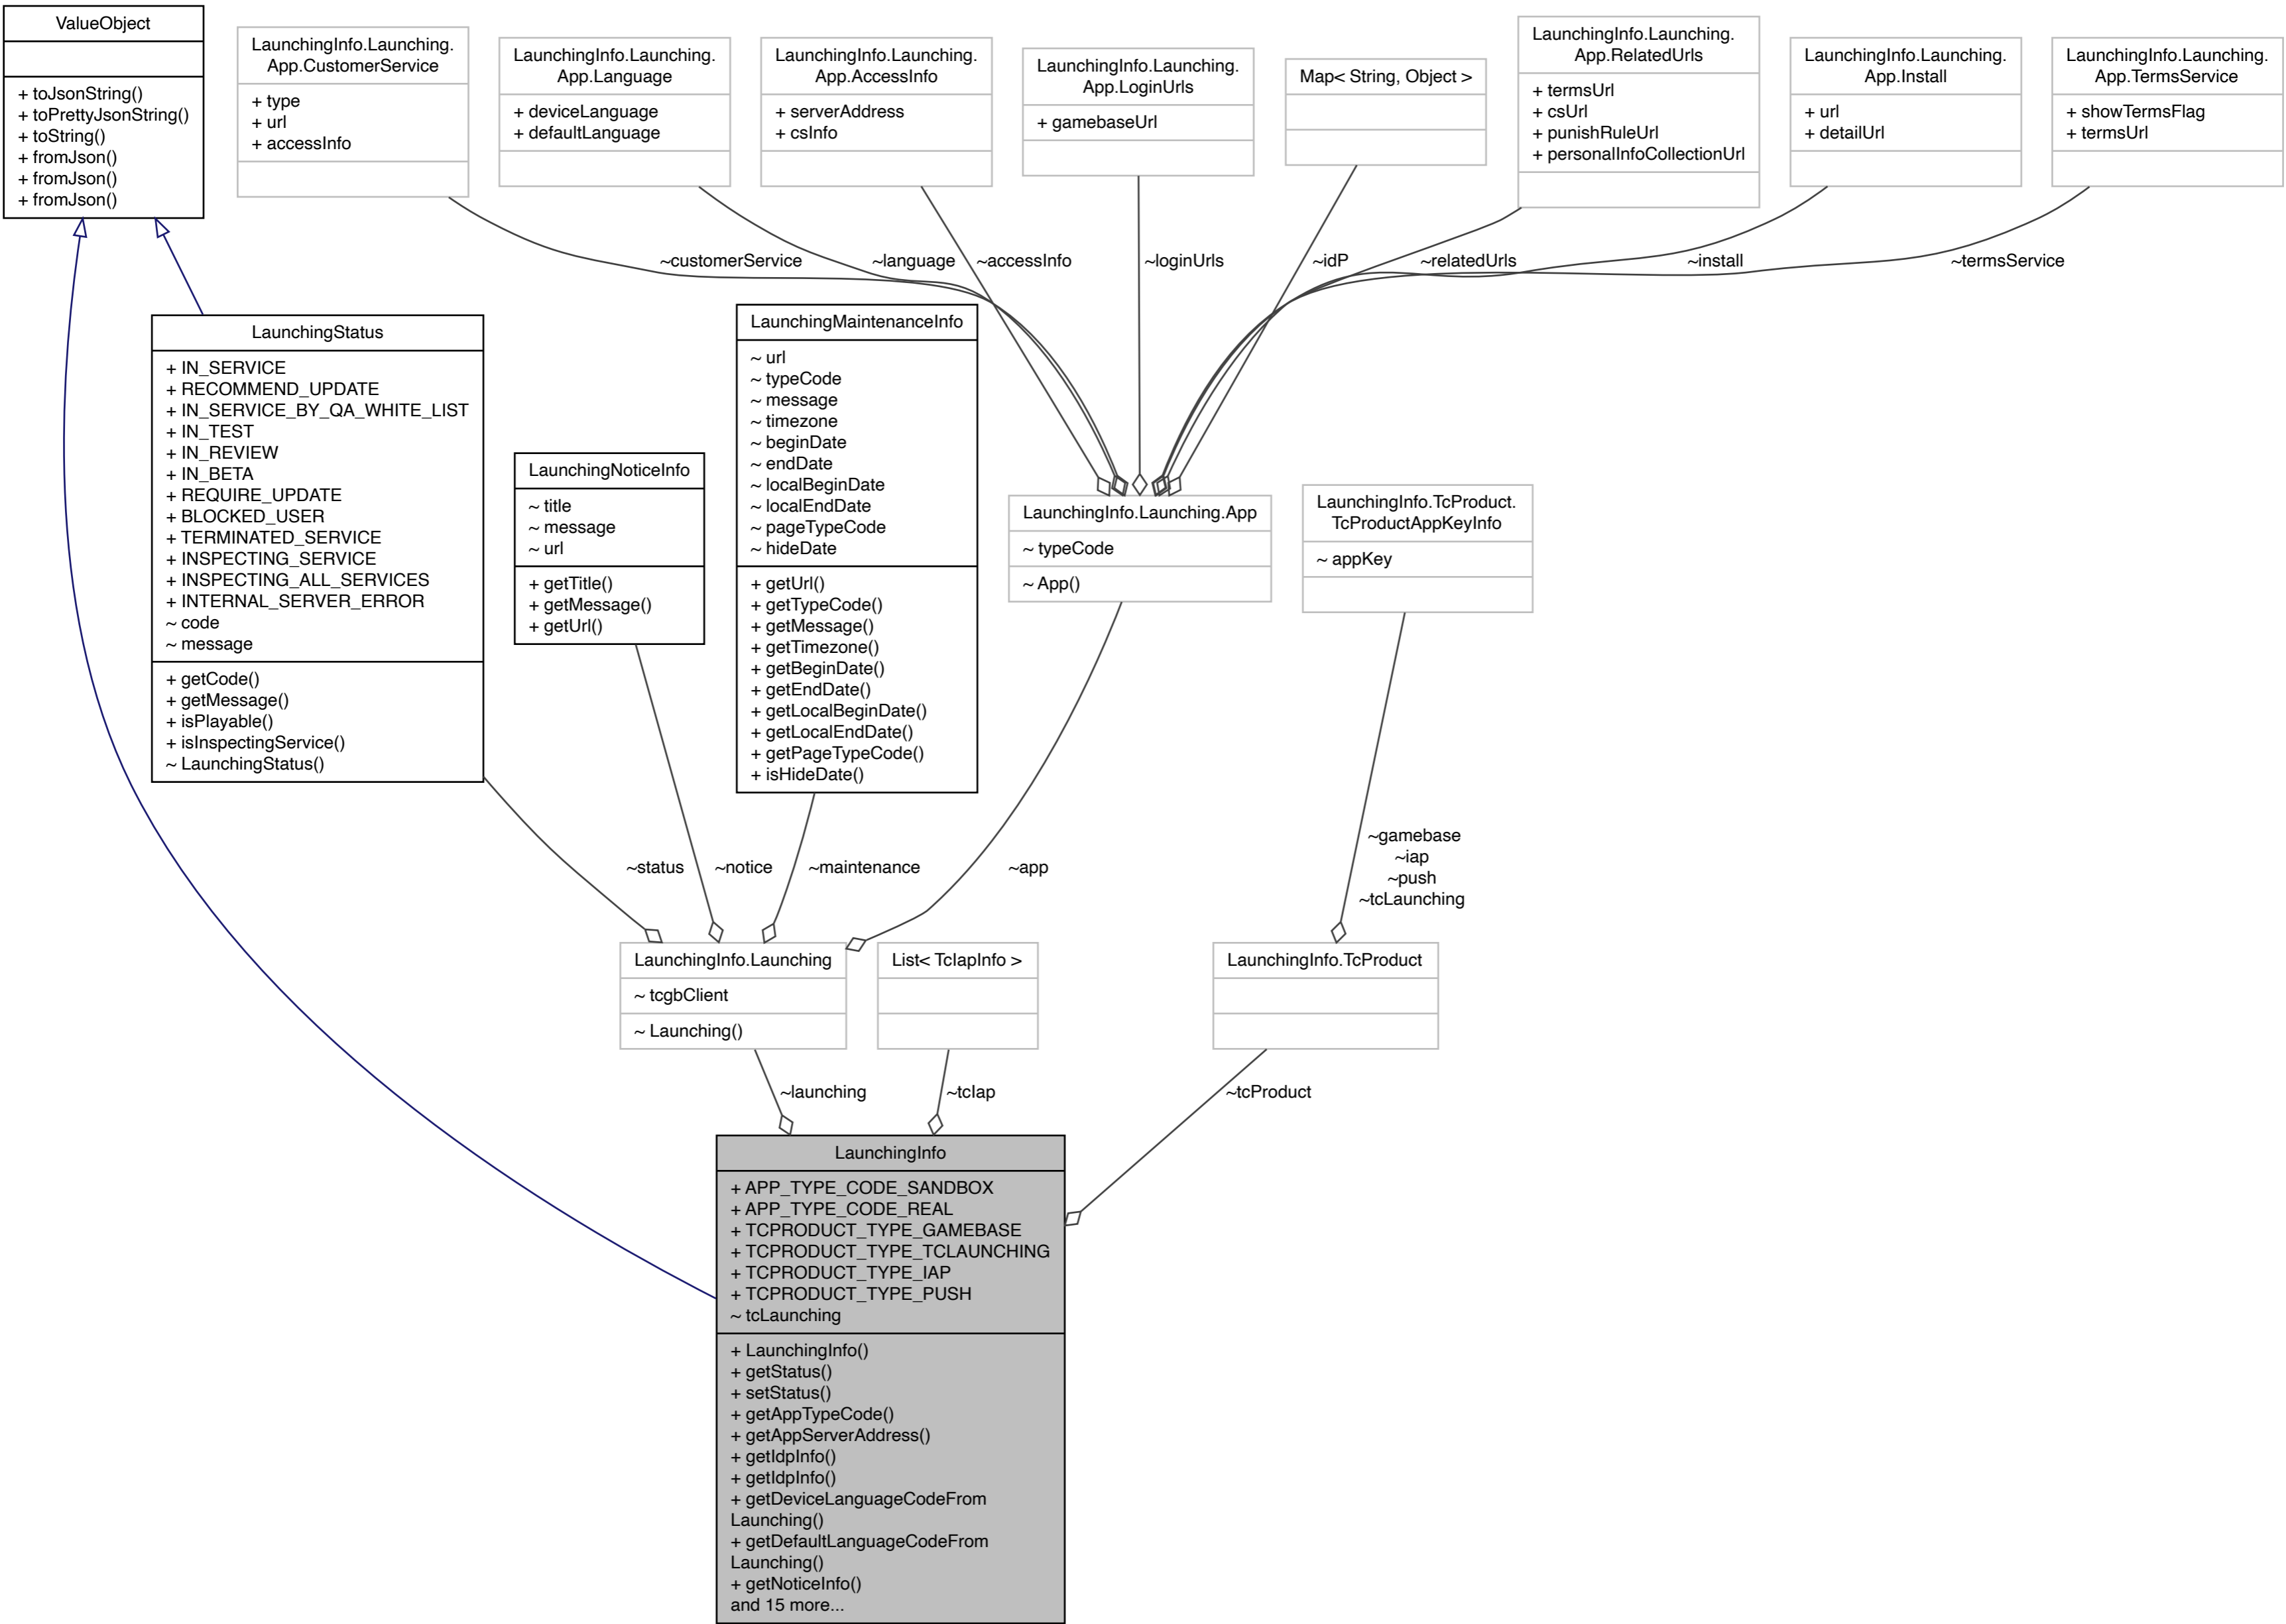 ValueObject
+ toJsonString()
+ toPrettyJsonString()
+ toString()
+ fromJson()
+ fromJson()
+ fromJson()
LaunchingInfo.Launching.
App.CustomerService
+ type
+ url
+ accessInfo
LaunchingInfo.Launching.
App.Language
+ deviceLanguage
+ defaultLanguage
LaunchingInfo.Launching.
App.AccessInfo
+ serverAddress
+ csInfo
LaunchingInfo.Launching.
App.LoginUrls
+ gamebaseUrl
Map< String, Object >
LaunchingInfo.Launching.
App.RelatedUrls
+ termsUrl
+ csUrl
+ punishRuleUrl
+ personalInfoCollectionUrl
LaunchingInfo.Launching.
App.Install
+ url
+ detailUrl
LaunchingInfo.Launching.
App.TermsService
+ showTermsFlag
+ termsUrl
~customerService
~language
~accessInfo
~loginUrls
~idP
~relatedUrls
~install
~termsService
LaunchingStatus
+ IN_SERVICE
+ RECOMMEND_UPDATE
+ IN_SERVICE_BY_QA_WHITE_LIST
+ IN_TEST
+ IN_REVIEW
+ IN_BETA
+ REQUIRE_UPDATE
+ BLOCKED_USER
+ TERMINATED_SERVICE
+ INSPECTING_SERVICE
+ INSPECTING_ALL_SERVICES
+ INTERNAL_SERVER_ERROR
~ code
~ message
+ getCode()
+ getMessage()
+ isPlayable()
+ isInspectingService()
~ LaunchingStatus()
LaunchingNoticeInfo
~ title
~ message
~ url
+ getTitle()
+ getMessage()
+ getUrl()
LaunchingMaintenanceInfo
~ url
~ typeCode
~ message
~ timezone
~ beginDate
~ endDate
~ localBeginDate
~ localEndDate
~ pageTypeCode
~ hideDate
+ getUrl()
+ getTypeCode()
+ getMessage()
+ getTimezone()
+ getBeginDate()
+ getEndDate()
+ getLocalBeginDate()
+ getLocalEndDate()
+ getPageTypeCode()
+ isHideDate()
LaunchingInfo.Launching.App
~ typeCode
~ App()
LaunchingInfo.TcProduct.
TcProductAppKeyInfo
~ appKey
~status
~notice
~maintenance
~app
~gamebase
~iap
~push
~tcLaunching
LaunchingInfo.Launching
~ tcgbClient
~ Launching()
List< TcIapInfo >
LaunchingInfo.TcProduct
~launching
~tcIap
~tcProduct
LaunchingInfo
+ APP_TYPE_CODE_SANDBOX
+ APP_TYPE_CODE_REAL
+ TCPRODUCT_TYPE_GAMEBASE
+ TCPRODUCT_TYPE_TCLAUNCHING
+ TCPRODUCT_TYPE_IAP
+ TCPRODUCT_TYPE_PUSH
~ tcLaunching
+ LaunchingInfo()
+ getStatus()
+ setStatus()
+ getAppTypeCode()
+ getAppServerAddress()
+ getIdpInfo()
+ getIdpInfo()
+ getDeviceLanguageCodeFrom
Launching()
+ getDefaultLanguageCodeFrom
Launching()
+ getNoticeInfo()
and 15 more...